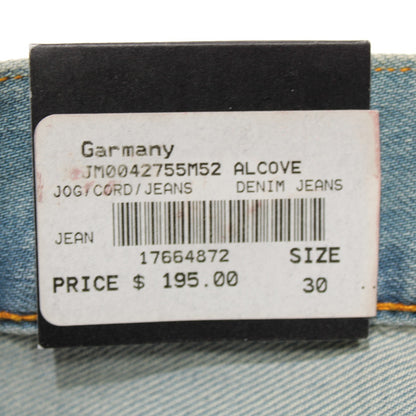 Garmany
JM0042755M52 ALCOVE
JOG/CORD/JEANS DENIM JEANS
JEAN
17664872 SIZE
PRICE $ 195.00 30